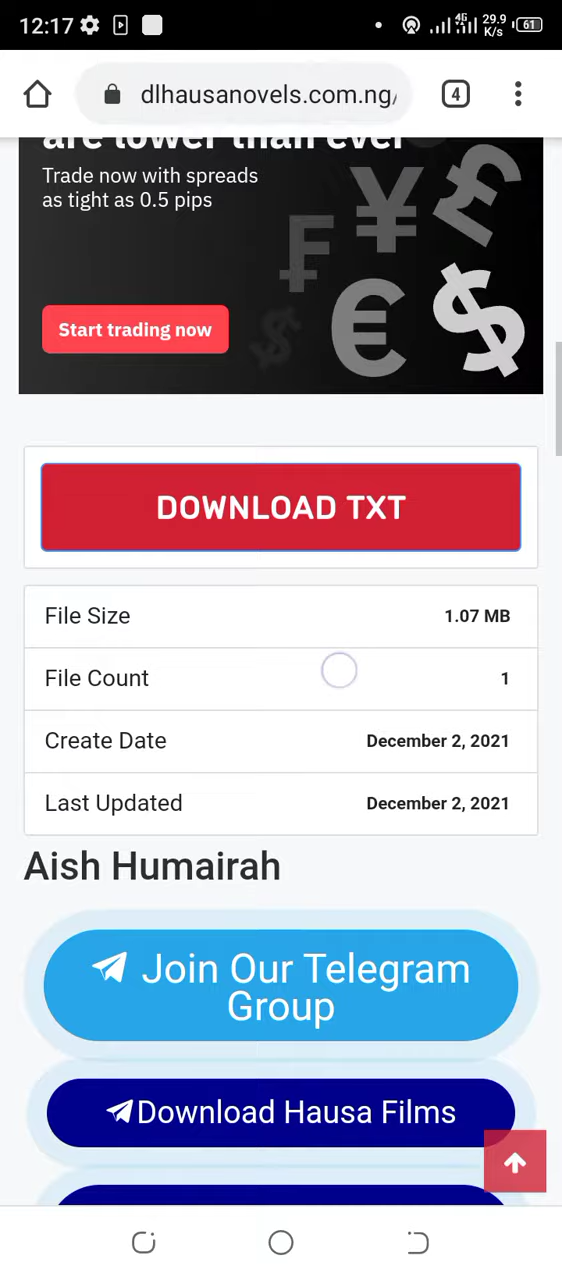 12:17
4G
29.9
K/s
61
dlhausanovels.com.ng/
4
are lower than ever
Trade now with spreads
as tight as 0.5 pips
₣ ¥ £
$ € $
Start trading now
DOWNLOAD TXT
File Size 1.07 MB
File Count 1
Create Date December 2, 2021
Last Updated December 2, 2021
Aish Humairah
Join Our Telegram
Group
Download Hausa Films